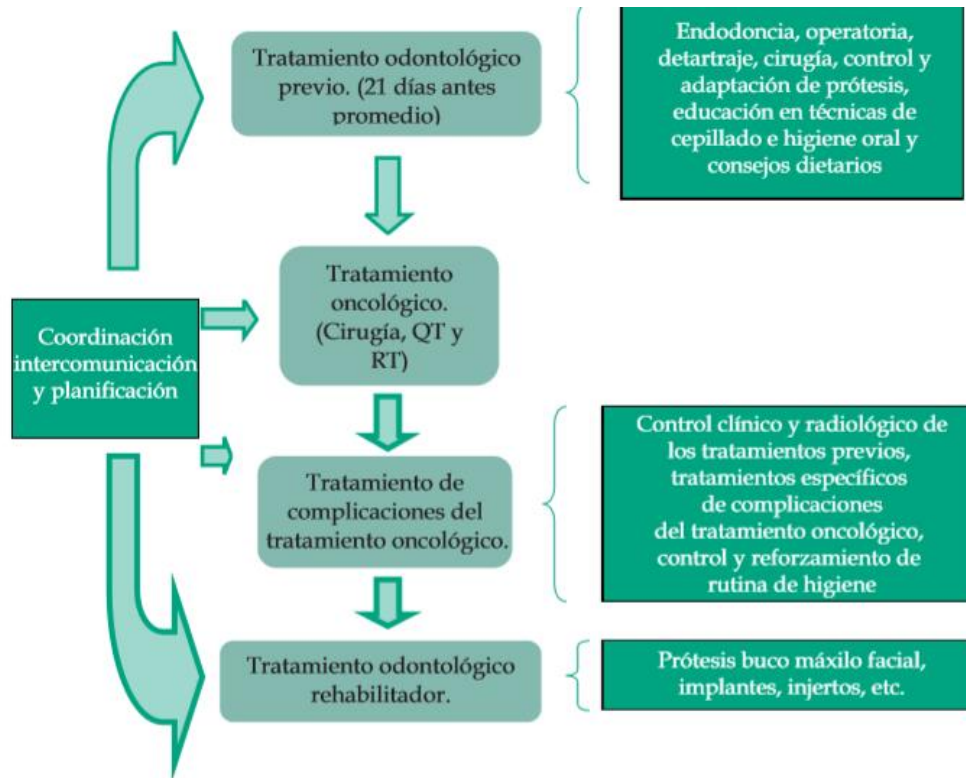 Tratamiento odontológico
previo. (21 días antes
promedio)
Endodoncia, operatoria,
detartraje, cirugía, control y
adaptación de prótesis,
educación en técnicas de
cepillado e higiene oral y
consejos dietarios
Coordinación
intercomunicación
y planificación
Tratamiento
oncológico.
(Cirugía, QT y
RT)
Tratamiento de
complicaciones del
tratamiento oncológico.
Control clínico y radiológico de
los tratamientos previos,
tratamientos específicos
de complicaciones
del tratamiento oncológico,
control y reforzamiento de
rutina de higiene
Tratamiento odontológico
rehabilitador.
Prótesis buco máxilo facial,
implantes, injertos, etc.